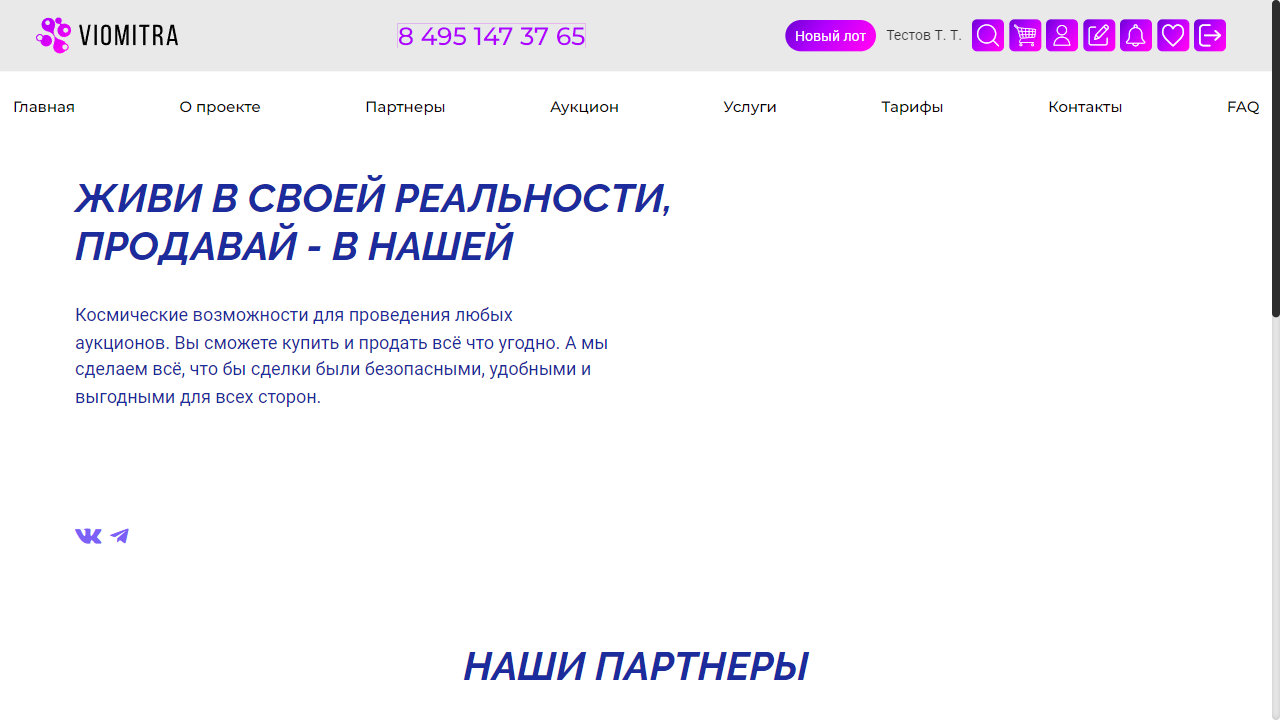 VIOMITRA
8 495 147 37 65
Новый лот
Тестов Т. Т.
Главная
О проекте
Партнеры
Аукцион
Услуги
Тарифы
Контакты
FAQ
ЖИВИ В СВОЕЙ РЕАЛЬНОСТИ,
ПРОДАВАЙ - В НАШЕЙ
Космические возможности для проведения любых
аукционов. Вы сможете купить и продать всё что угодно. А мы
сделаем всё, что бы сделки были безопасными, удобными и
выгодными для всех сторон.
НАШИ ПАРТНЕРЫ